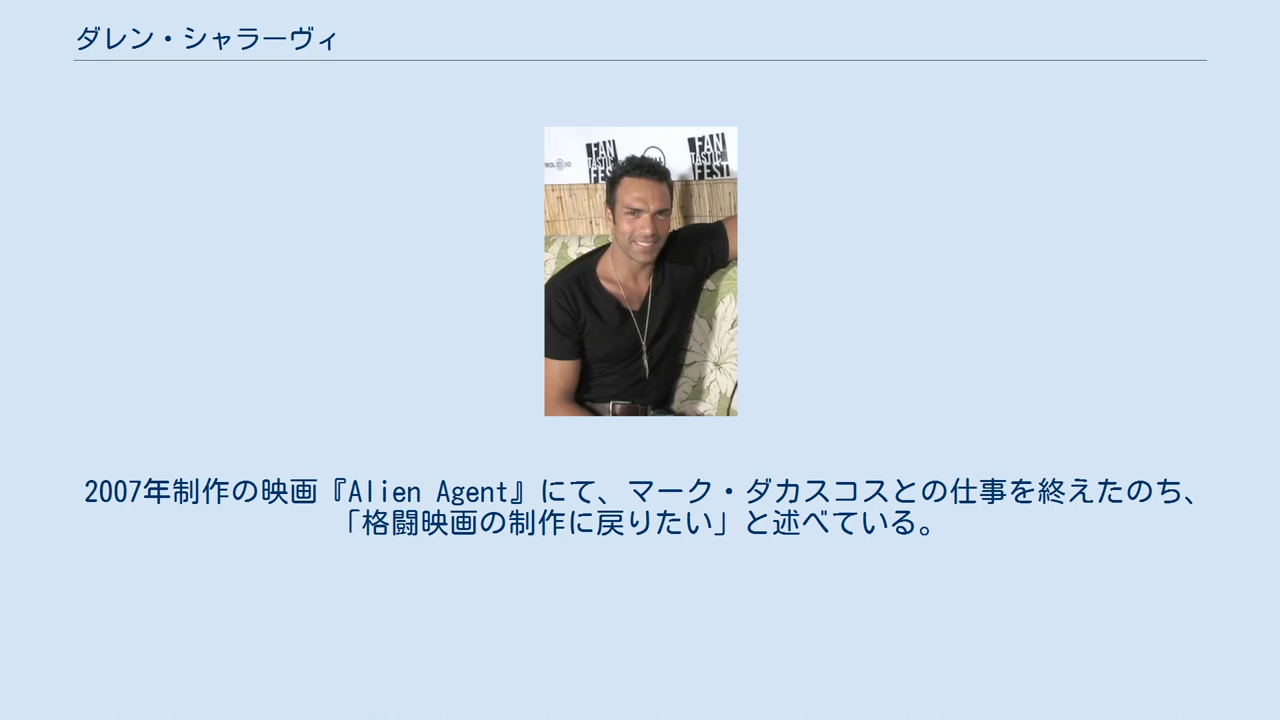 ダレン・シャラーヴィ
FAN
TASTIC
FEST
FAN
TASTIC
FEST
2007年制作の映画『Alien Agent』にて、マーク・ダカスコスとの仕事を終えたのち、
「格闘映画の制作に戻りたい」と述べている。